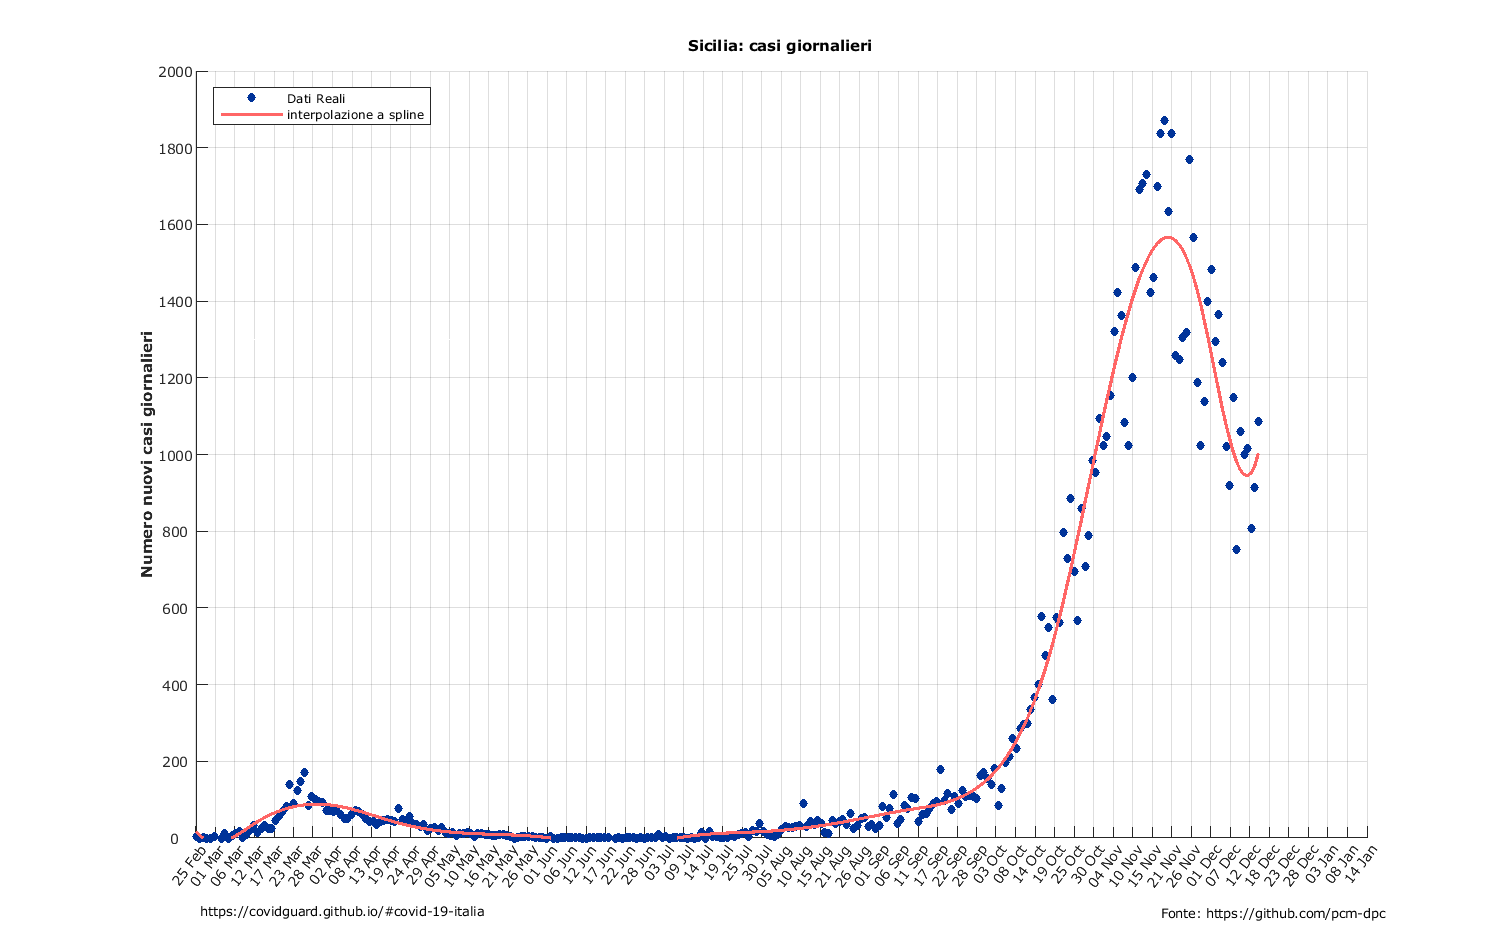 Sicilia: casi giornalieri
Dati Reali
interpolazione a spline
Numero nuovi casi giornalieri
2000
1800
1600
1400
1200
1000
800
600
400
200
0
25 Feb
01 Mar
06 Mar
12 Mar
17 Mar
23 Mar
28 Mar
02 Apr
08 Apr
13 Apr
19 Apr
24 Apr
29 Apr
05 May
10 May
16 May
21 May
26 May
01 Jun
06 Jun
12 Jun
17 Jun
22 Jun
28 Jun
03 Jul
09 Jul
14 Jul
19 Jul
25 Jul
30 Jul
05 Aug
10 Aug
15 Aug
21 Aug
26 Aug
01 Sep
06 Sep
11 Sep
17 Sep
22 Sep
28 Sep
03 Oct
08 Oct
14 Oct
19 Oct
25 Oct
30 Oct
04 Nov
10 Nov
15 Nov
21 Nov
26 Nov
01 Dec
07 Dec
12 Dec
18 Dec
23 Dec
28 Dec
03 Jan
08 Jan
14 Jan
https://covidguard.github.io/#covid-19-italia
Fonte: https://github.com/pcm-dpc